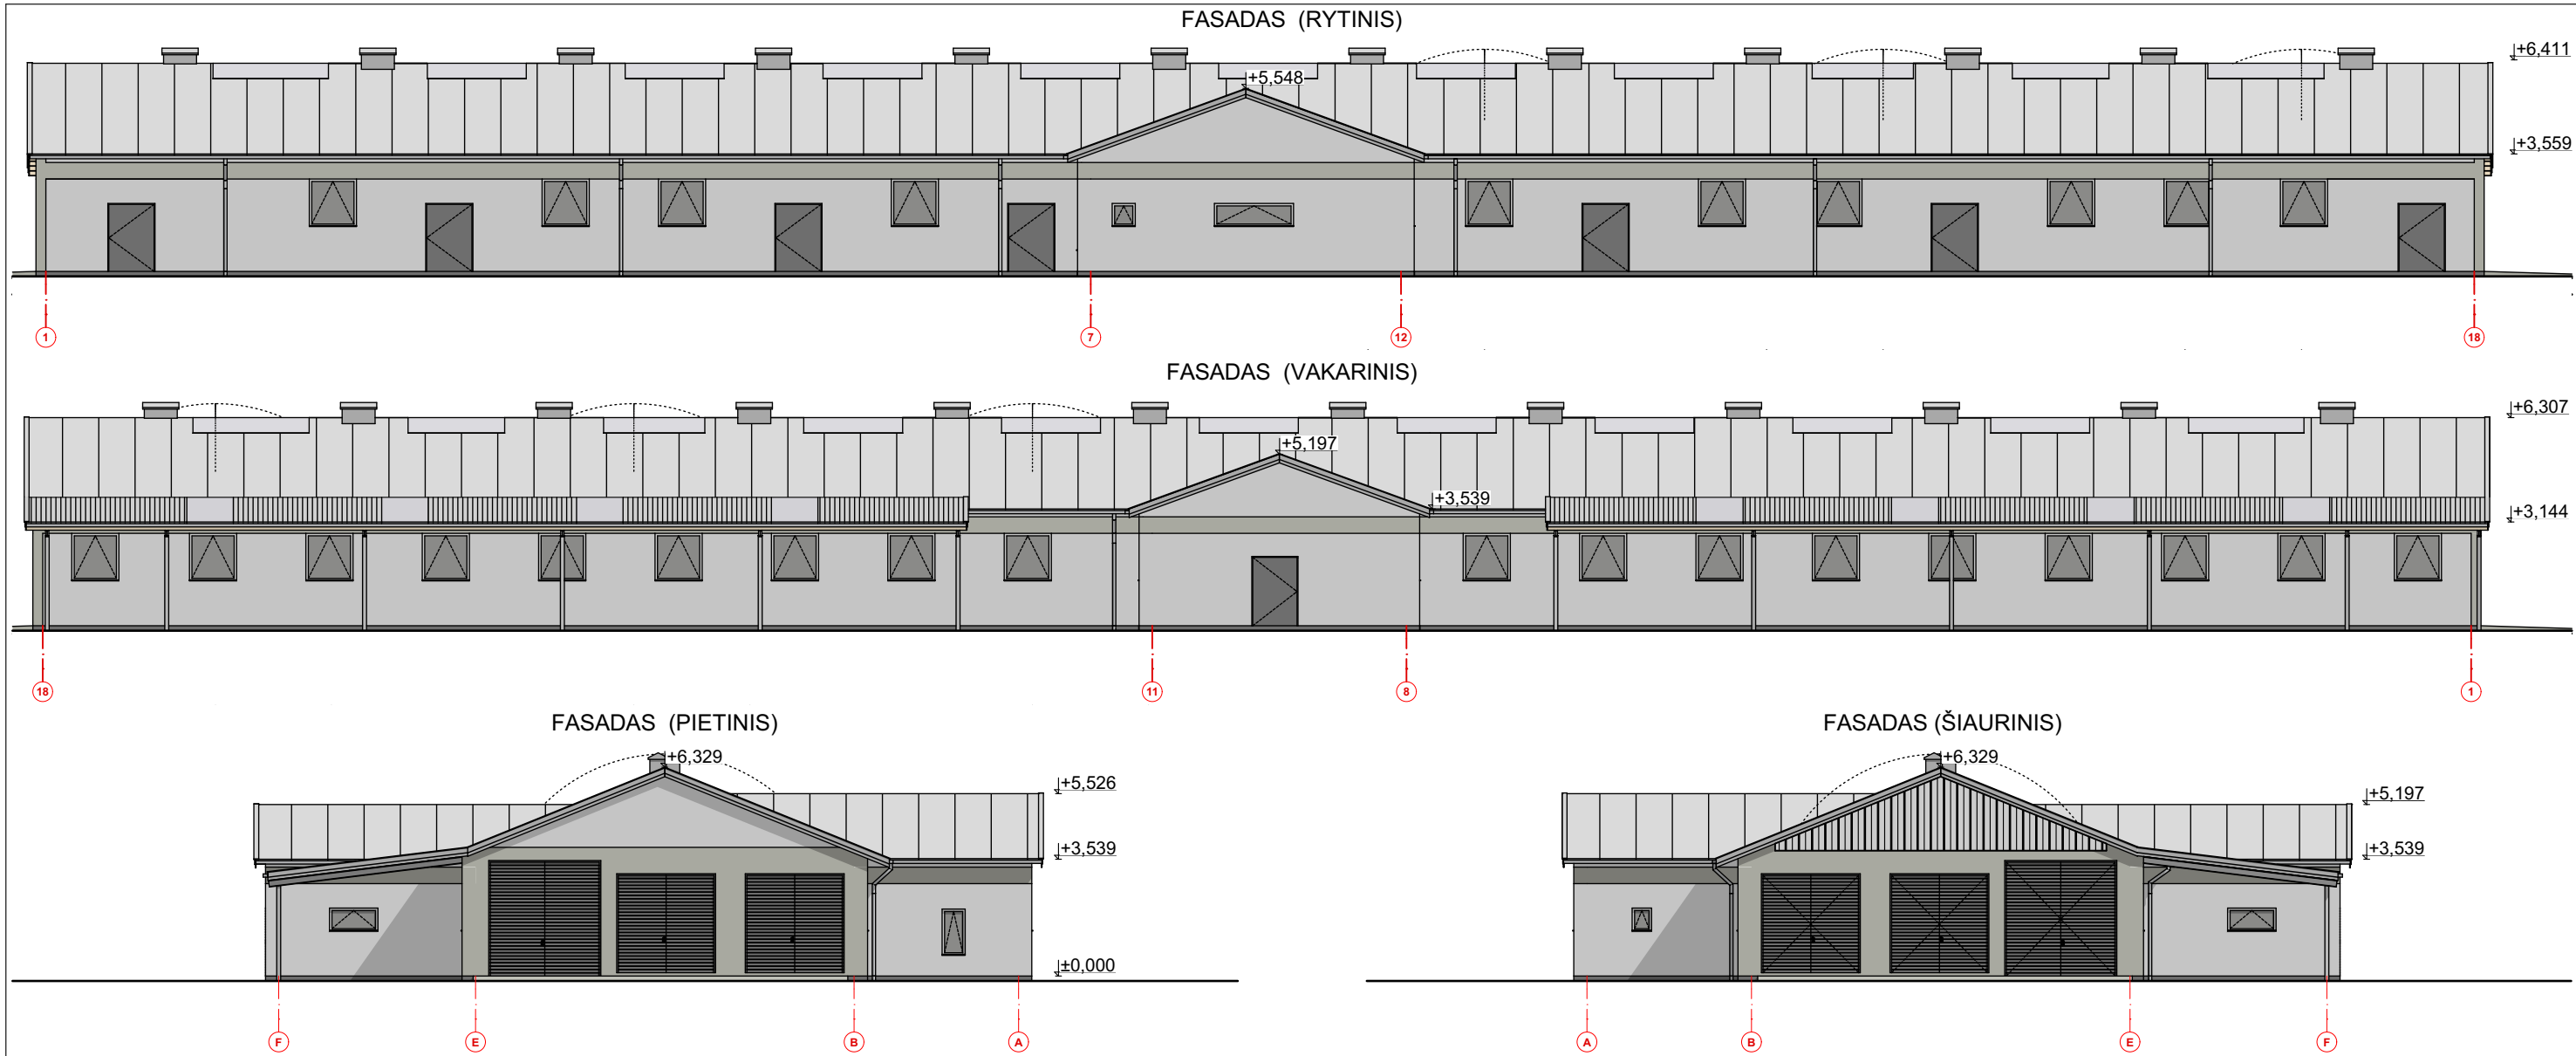 FASADAS (RYTINIS)
+6,411
+5,548
+3,559
1
7
12
18
FASADAS (VAKARINIS)
+6,307
+5,197
+3,539
+3,144
18
11
8
1
FASADAS (PIETINIS)
+6,329
+5,526
+3,539
±0,000
F
E
B
A
FASADAS (ŠIAURINIS)
+6,329
+5,197
+3,539
A
B
E
F